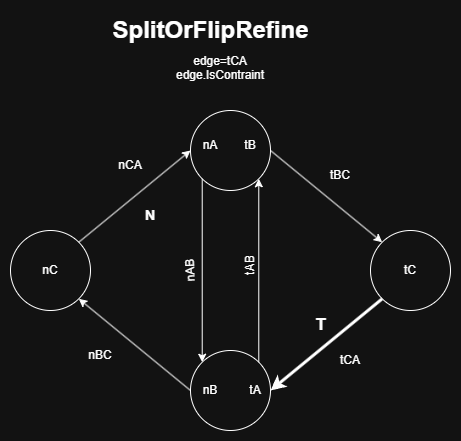 SplitOrFlipRefine
edge=tCA
edge.IsContraint
nA
tB
nCA
tBC
N
nAB
tAB
nC
tC
T
nBC
tCA
nB
tA